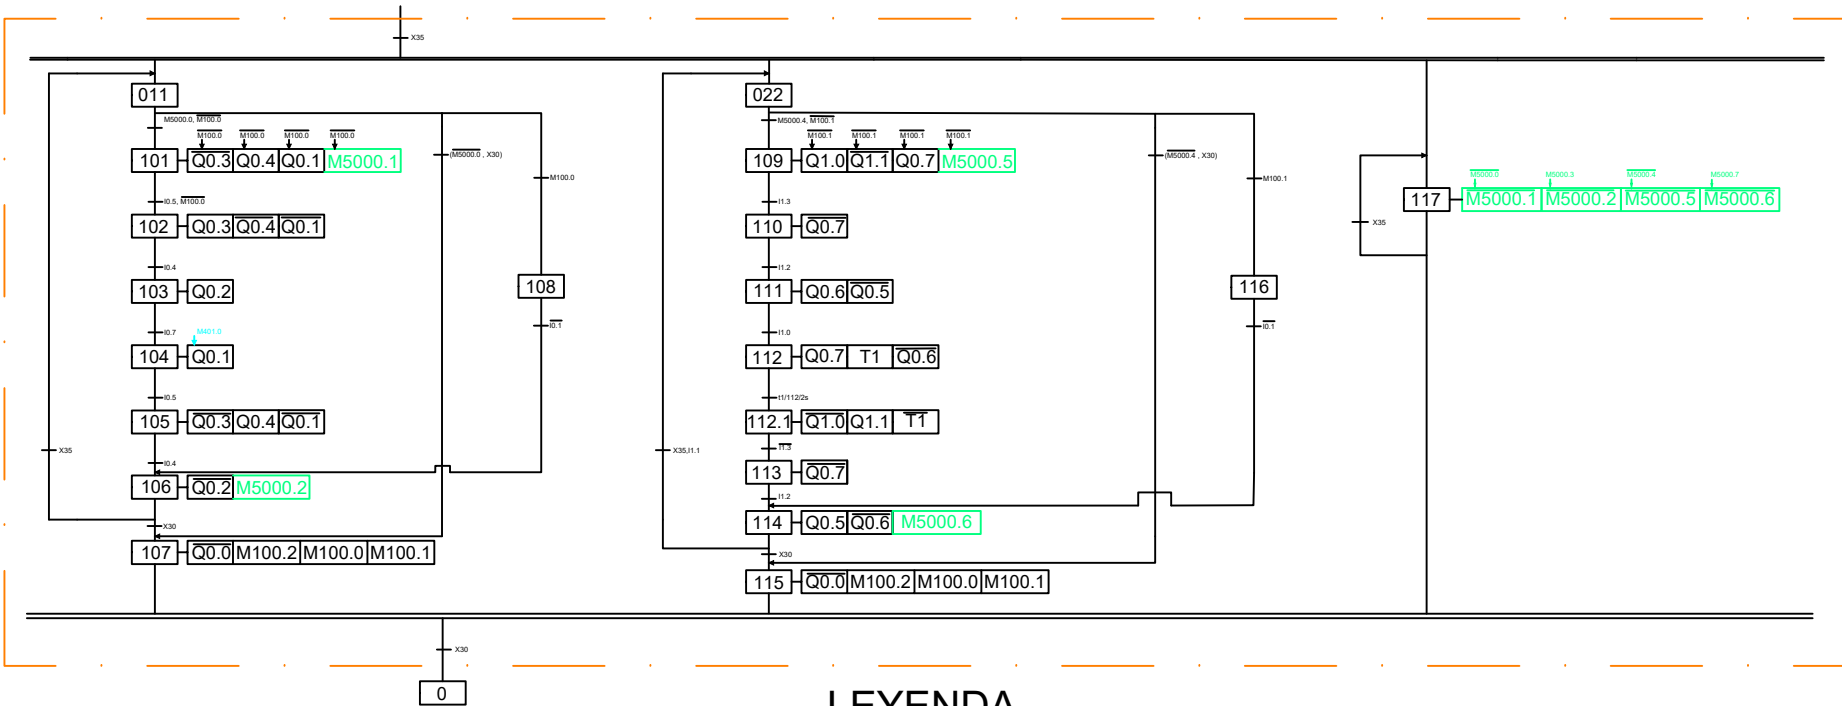 X35
011
M5000.0, M100.0
M100.0 M100.0 M100.0 M100.0
101 Q0.3 Q0.4 Q0.1 M5000.1
(M5000.0 , X30)
M100.0
I0.5, M100.0
102 Q0.3 Q0.4 Q0.1
I0.4
103 Q0.2
108
I0.7
M401.0
I0.1
104 Q0.1
I0.5
105 Q0.3 Q0.4 Q0.1
X35
I0.4
106 Q0.2 M5000.2
X30
107 Q0.0 M100.2 M100.0 M100.1
022
M5000.4, M100.1
M100.1 M100.1 M100.1 M100.1
109 Q1.0 Q1.1 Q0.7 M5000.5
(M5000.4 , X30)
M100.1
I1.3
110 Q0.7
I1.2
111 Q0.6 Q0.5
116
I1.0
I0.1
112 Q0.7 T1 Q0.6
t1/112/2s
112.1 Q1.0 Q1.1 T1
X35,I1.1
I1.3
113 Q0.7
I1.2
114 Q0.5 Q0.6 M5000.6
X30
115 Q0.0 M100.2 M100.0 M100.1
M5000.0 M5000.3 M5000.4 M5000.7
117 M5000.1 M5000.2 M5000.5 M5000.6
X35
X30
0
LEYENDA